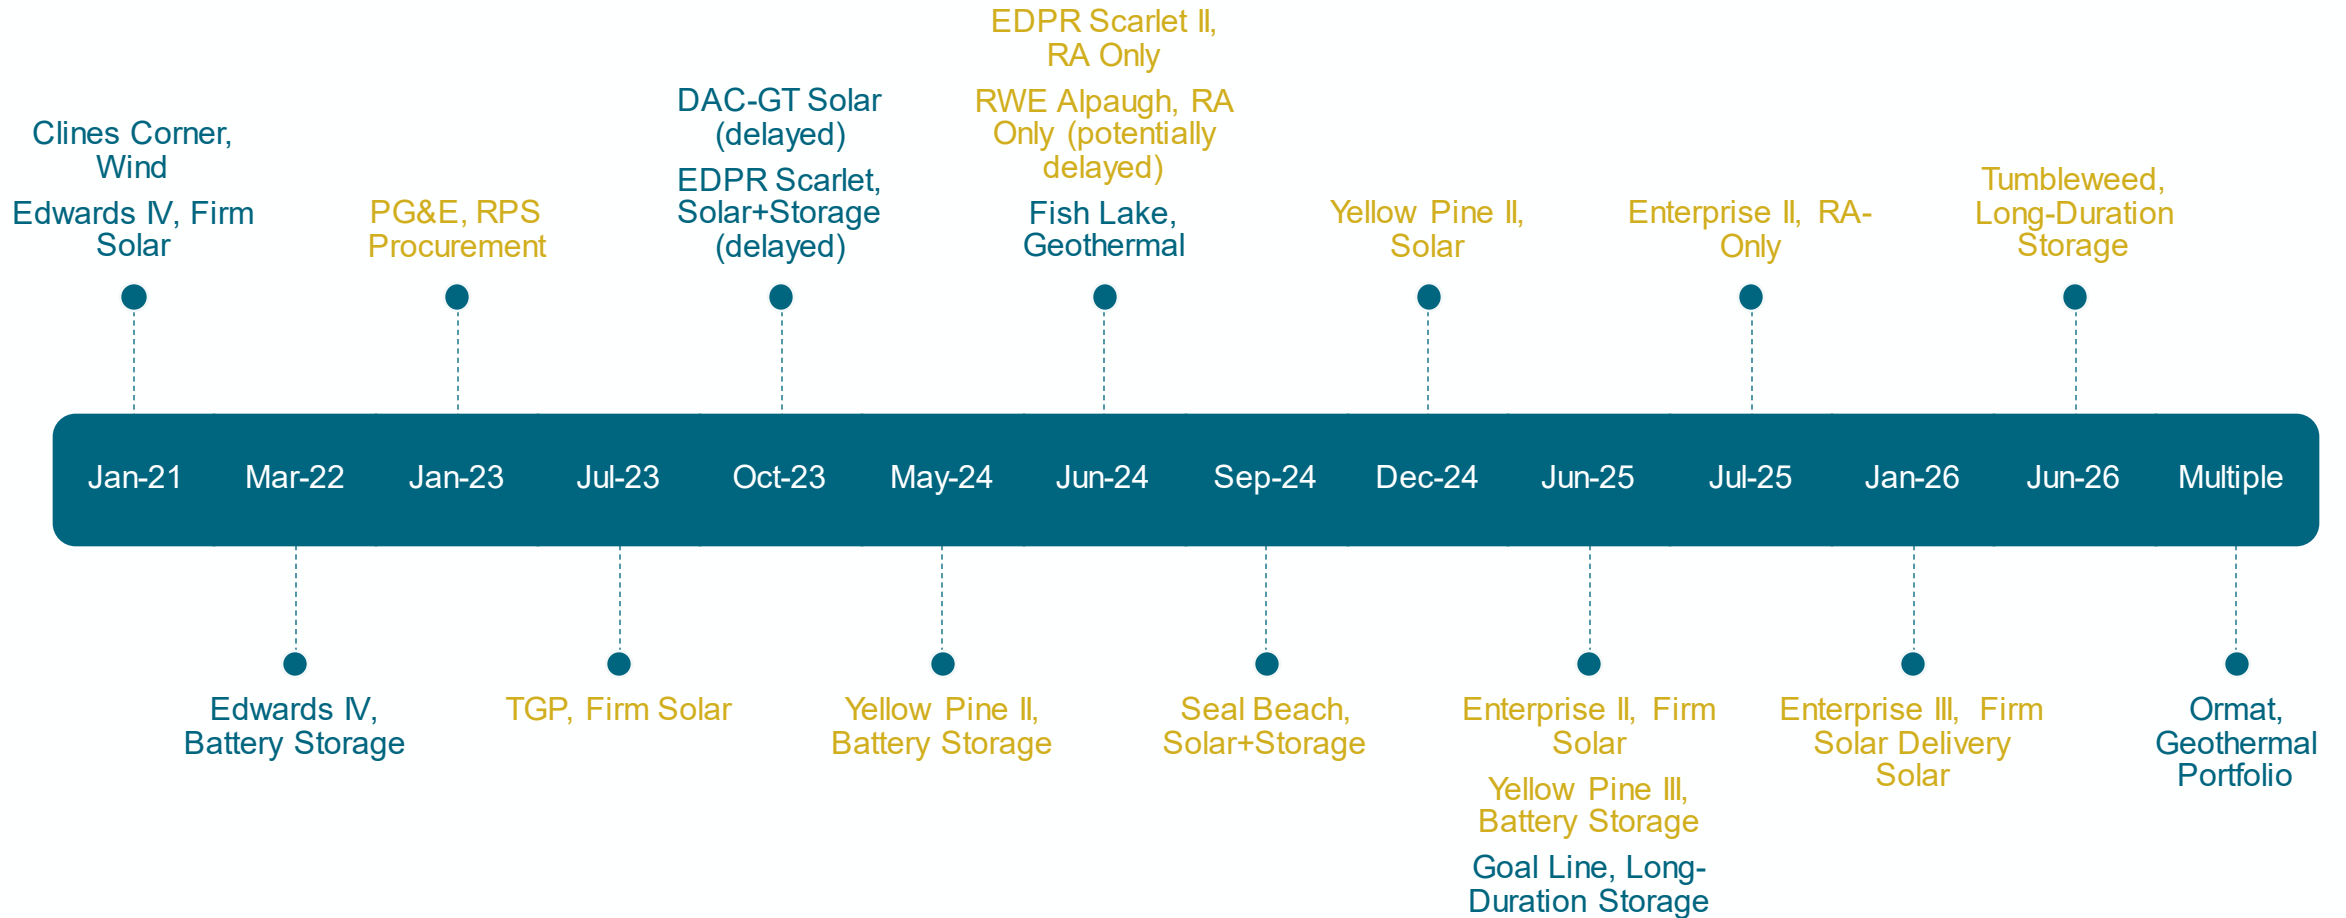 EDPR Scarlet II,
RA Only
RWE Alpaugh, RA
Only (potentially
delayed)
Fish Lake,
Geothermal
DAC-GT Solar
(delayed)
EDPR Scarlet,
Solar+Storage
(delayed)
Clines Corner,
Wind
Edwards IV, Firm
Solar
PG&E, RPS
Procurement
Yellow Pine II,
Solar
Enterprise II, RA-
Only
Tumbleweed,
Long-Duration
Storage
Jan-21 Mar-22 Jan-23 Jul-23 Oct-23 May-24 Jun-24 Sep-24 Dec-24 Jun-25 Jul-25 Jan-26 Jun-26 Multiple
Edwards IV,
Battery Storage
TGP, Firm Solar
Yellow Pine II,
Battery Storage
Seal Beach,
Solar+Storage
Enterprise II, Firm
Solar
Yellow Pine III,
Battery Storage
Goal Line, Long-
Duration Storage
Enterprise III, Firm
Solar Delivery
Solar
Ormat,
Geothermal
Portfolio